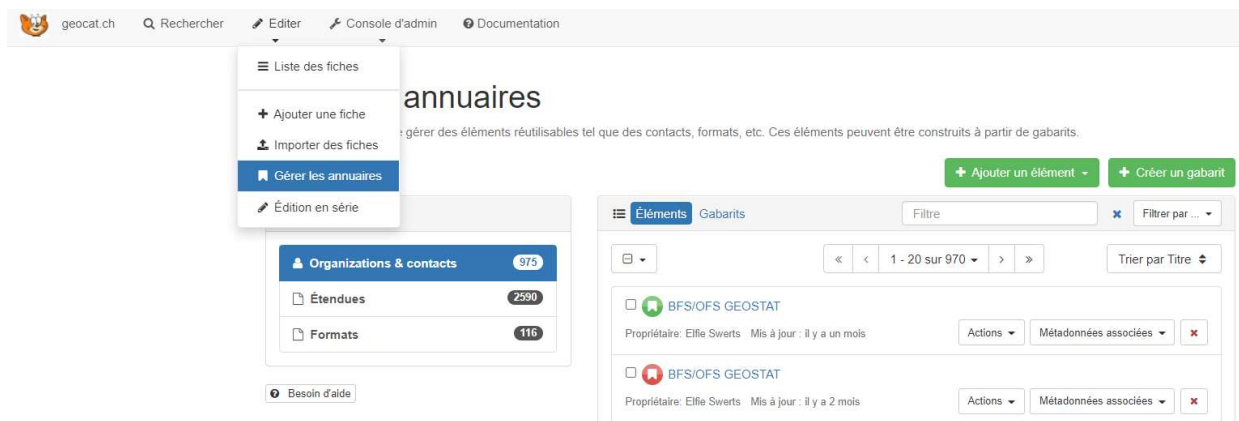 geocat.ch Rechercher Editer Console d'admin Documentation
Liste des fiches
Ajouter une fiche
Importer des fiches
Gérer les annuaires
Édition en série
annuaires
gérer des éléments réutilisables tel que des contacts, formats, etc. Ces éléments peuvent être construits à partir de gabarits.
+ Ajouter un élément + Créer un gabarit
Organizations & contacts 975
Étendues 2590
Formats 116
Besoin d'aide
Éléments Gabarits Filtre Filtrer par ...
« < 1 - 20 sur 970 > » Trier par Titre
BFS/OFS GEOSTAT
Propriétaire: Elfie Swerts Mis à jour : il y a un mois Actions Métadonnées associées
BFS/OFS GEOSTAT
Propriétaire: Elfie Swerts Mis à jour : il y a 2 mois Actions Métadonnées associées